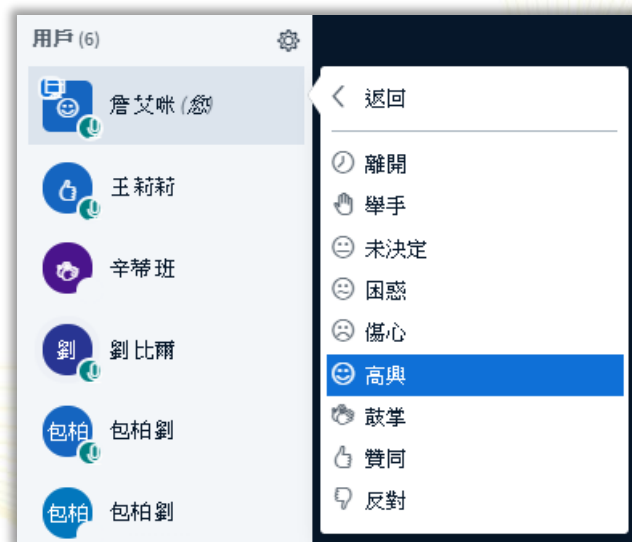 用戶 (6)
詹艾咪 (您)
王莉莉
辛蒂班
劉
劉比爾
包柏
包柏劉
包柏
包柏劉
返回
離開
舉手
未決定
困惑
傷心
高興
鼓掌
贊同
反對